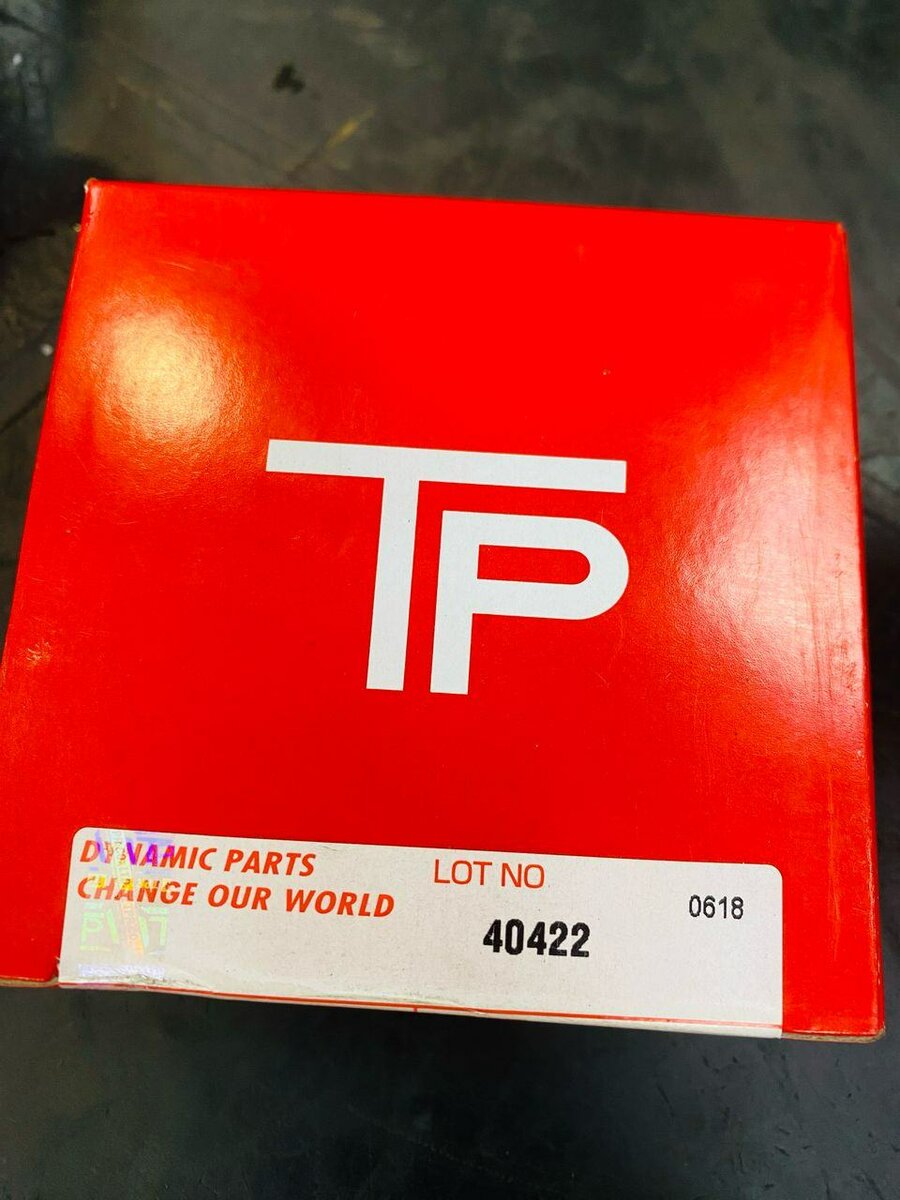 TP
DYNAMIC PARTS
CHANGE OUR WORLD
LOT NO
40422
0618